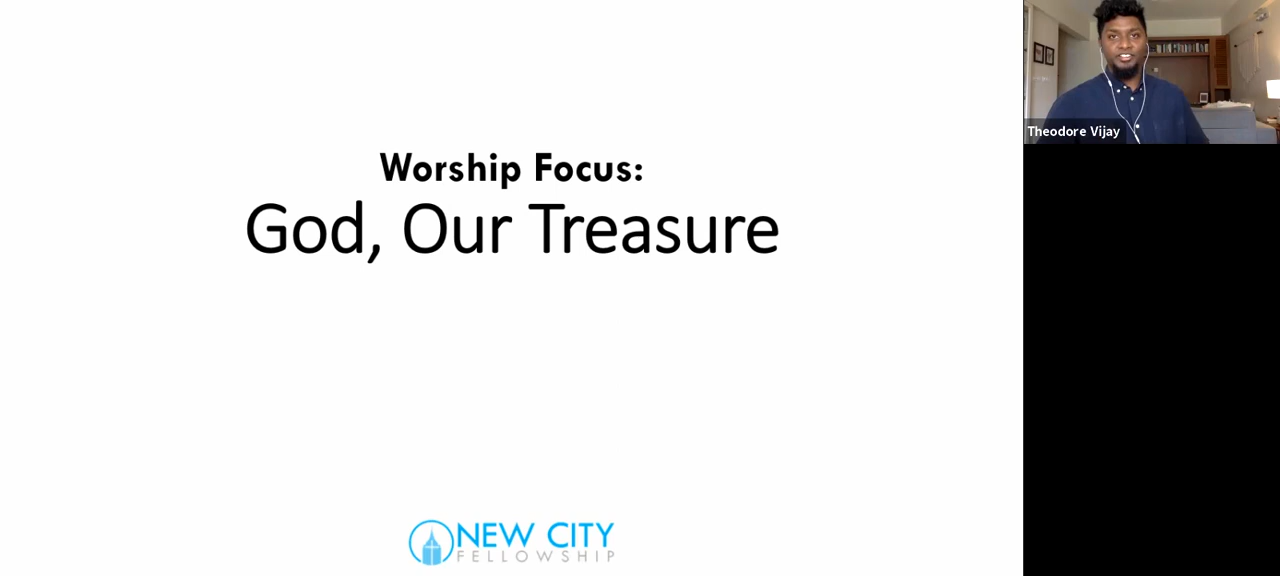 Worship Focus:
God, Our Treasure
NEW CITY
FELLOWSHIP
Theodore Vijay